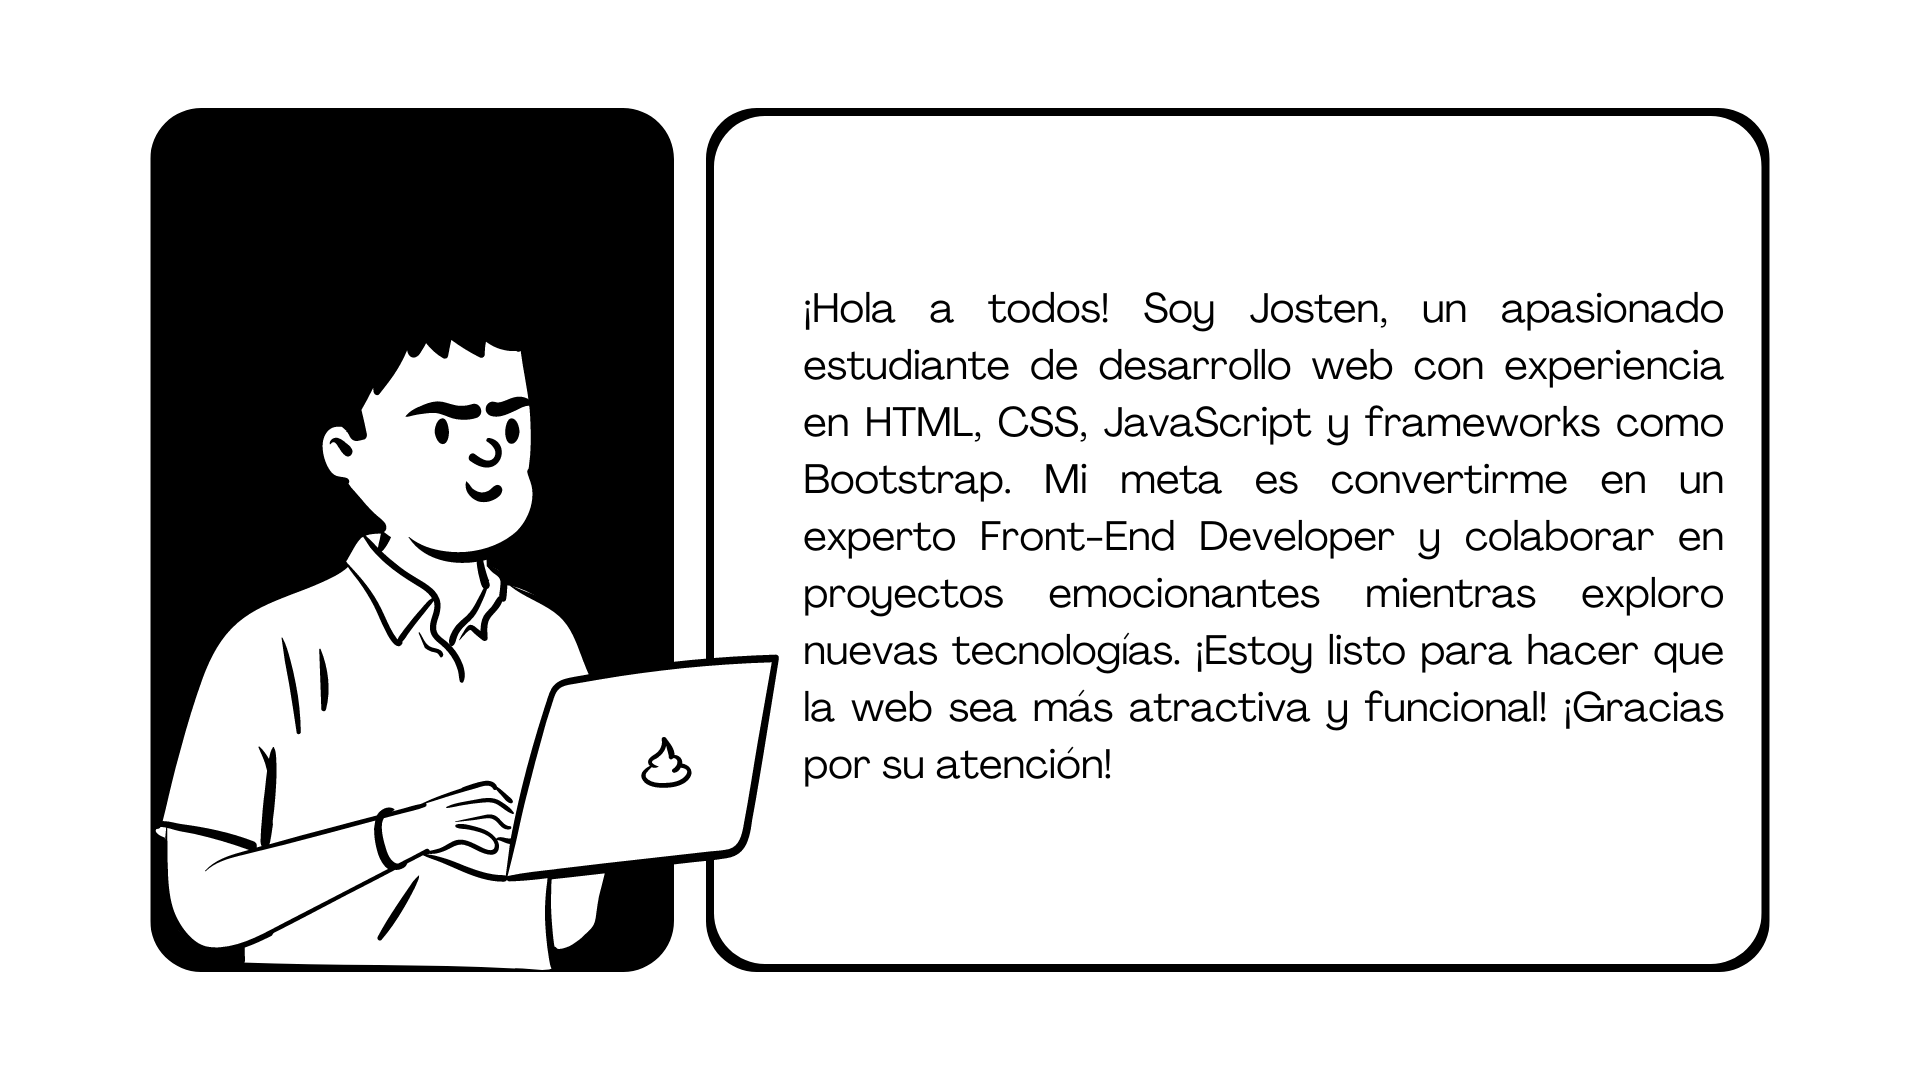 ¡Hola a todos! Soy Josten, un apasionado
estudiante de desarrollo web con experiencia
en HTML, CSS, JavaScript y frameworks como
Bootstrap. Mi meta es convertirme en un
experto Front-End Developer y colaborar en
proyectos emocionantes mientras exploro
nuevas tecnologías. ¡Estoy listo para hacer que
la web sea más atractiva y funcional! ¡Gracias
por su atención!